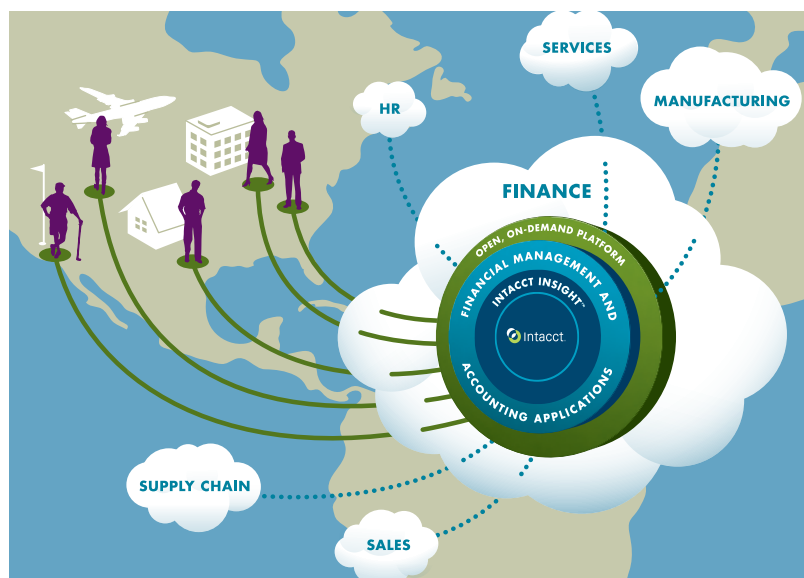 SERVICES
HR
MANUFACTURING
FINANCE
OPEN, ON-DEMAND PLATFORM
FINANCIAL MANAGEMENT AND
INTACCT INSIGHT™
Intacct.
ACCOUNTING APPLICATIONS
SUPPLY CHAIN
SALES